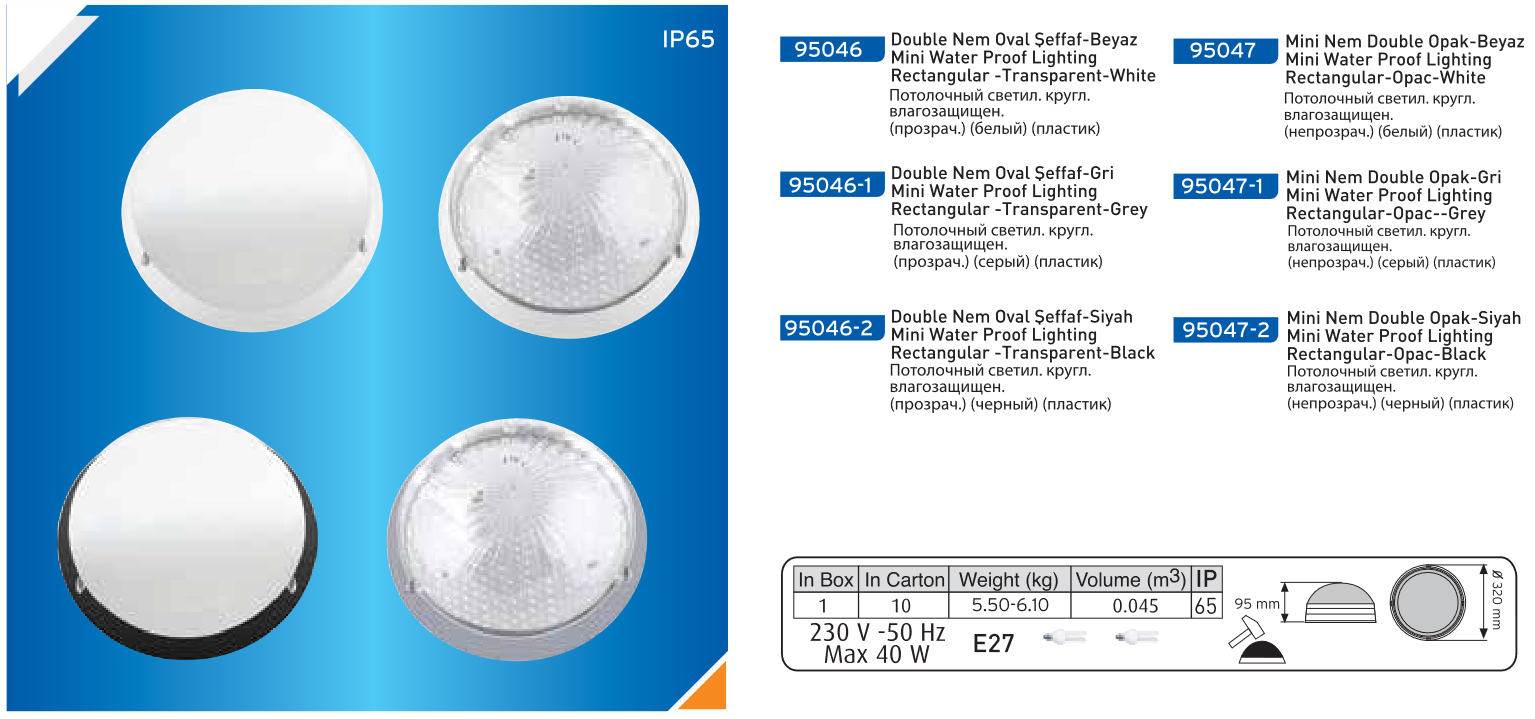 IP65
95046
Double Nem Oval Şeffaf-Beyaz
Mini Water Proof Lighting
Rectangular -Transparent-White
Потолочный светил. кругл.
влагозащищен.
(прозрач.) (белый) (пластик)
95047
Mini Nem Double Opak-Beyaz
Mini Water Proof Lighting
Rectangular-Opac-White
Потолочный светил. кругл.
влагозащищен.
(непрозрач.) (белый) (пластик)
95046-1
Double Nem Oval Şeffaf-Gri
Mini Water Proof Lighting
Rectangular -Transparent-Grey
Потолочный светил. кругл.
влагозащищен.
(прозрач.) (серый) (пластик)
95047-1
Mini Nem Double Opak-Gri
Mini Water Proof Lighting
Rectangular-Opac--Grey
Потолочный светил. кругл.
влагозащищен.
(непрозрач.) (серый) (пластик)
95046-2
Double Nem Oval Şeffaf-Siyah
Mini Water Proof Lighting
Rectangular -Transparent-Black
Потолочный светил. кругл.
влагозащищен.
(прозрач.) (черный) (пластик)
95047-2
Mini Nem Double Opak-Siyah
Mini Water Proof Lighting
Rectangular-Opac-Black
Потолочный светил. кругл.
влагозащищен.
(непрозрач.) (черный) (пластик)
In Box In Carton Weight (kg) Volume (m3) IP
1 10 5.50-6.10 0.045 65
230 V -50 Hz
Max 40 W
E27
95 mm
Ø 320 mm